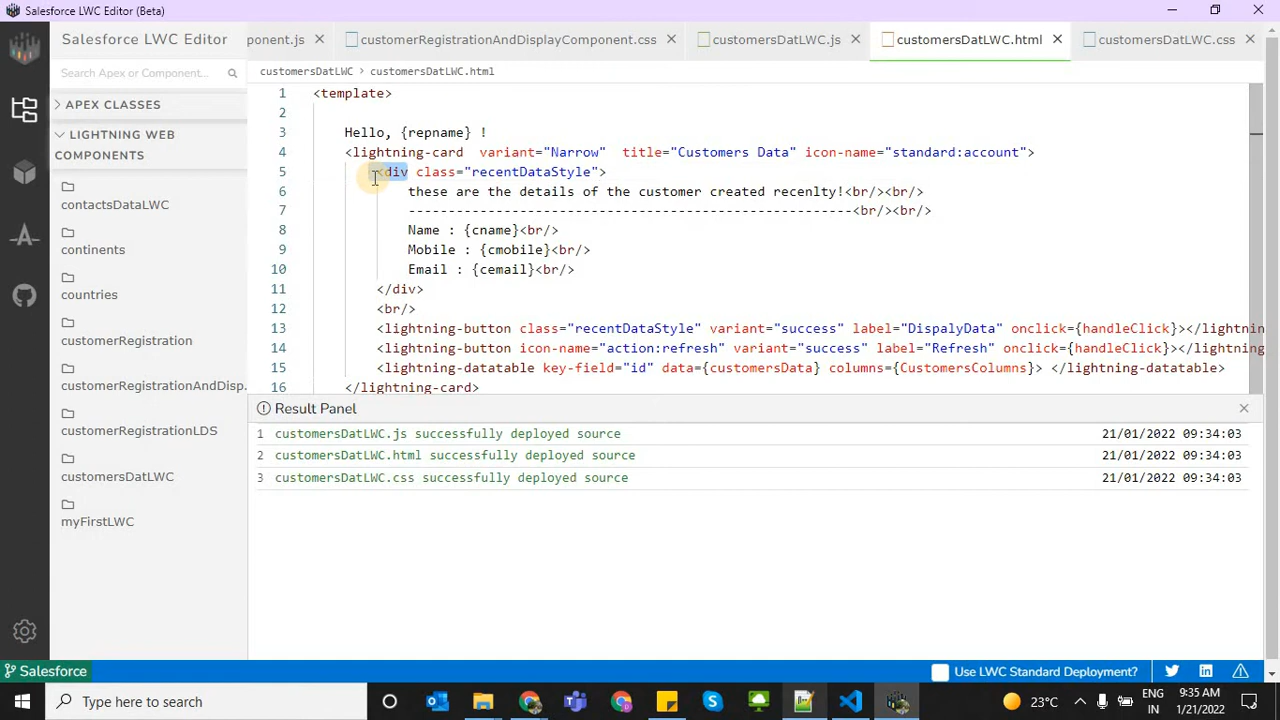 Salesforce LWC Editor (Beta)
Salesforce LWC Editor
ponent.js
customerRegistrationAndDisplayComponent.css
customersDatLWC.js
customersDatLWC.html
customersDatLWC.css
Search Apex or Component...
customersDatLWC > customersDatLWC.html
APEX CLASSES
LIGHTNING WEB COMPONENTS
contactsDataLWC
continents
countries
customerRegistration
customerRegistrationAndDisp.
customerRegistrationLDS
customersDatLWC
myFirstLWC
1 <template>
2
3 Hello, {repname} !
4 <lightning-card  variant="Narrow"  title="Customers Data" icon-name="standard:account">
5 <div class="recentDataStyle">
6 these are the details of the customer created recenlty!<br/><br/>
7 --------------------------------------------------------<br/><br/>
8 Name : {cname}<br/>
9 Mobile : {cmobile}<br/>
10 Email : {cemail}<br/>
11 </div>
12 <br/>
13 <lightning-button class="recentDataStyle" variant="success" label="DispalyData" onclick={handleClick}></lightning
14 <lightning-button icon-name="action:refresh" variant="success" label="Refresh" onclick={handleClick}></lightning
15 <lightning-datatable key-field="id" data={customersData} columns={CustomersColumns}> </lightning-datatable>
16 </lightning-card>
Result Panel
1 customersDatLWC.js successfully deployed source 21/01/2022 09:34:03
2 customersDatLWC.html successfully deployed source 21/01/2022 09:34:03
3 customersDatLWC.css successfully deployed source 21/01/2022 09:34:03
Salesforce
Use LWC Standard Deployment?
Type here to search
23°C
ENG
IN
9:35 AM
1/21/2022